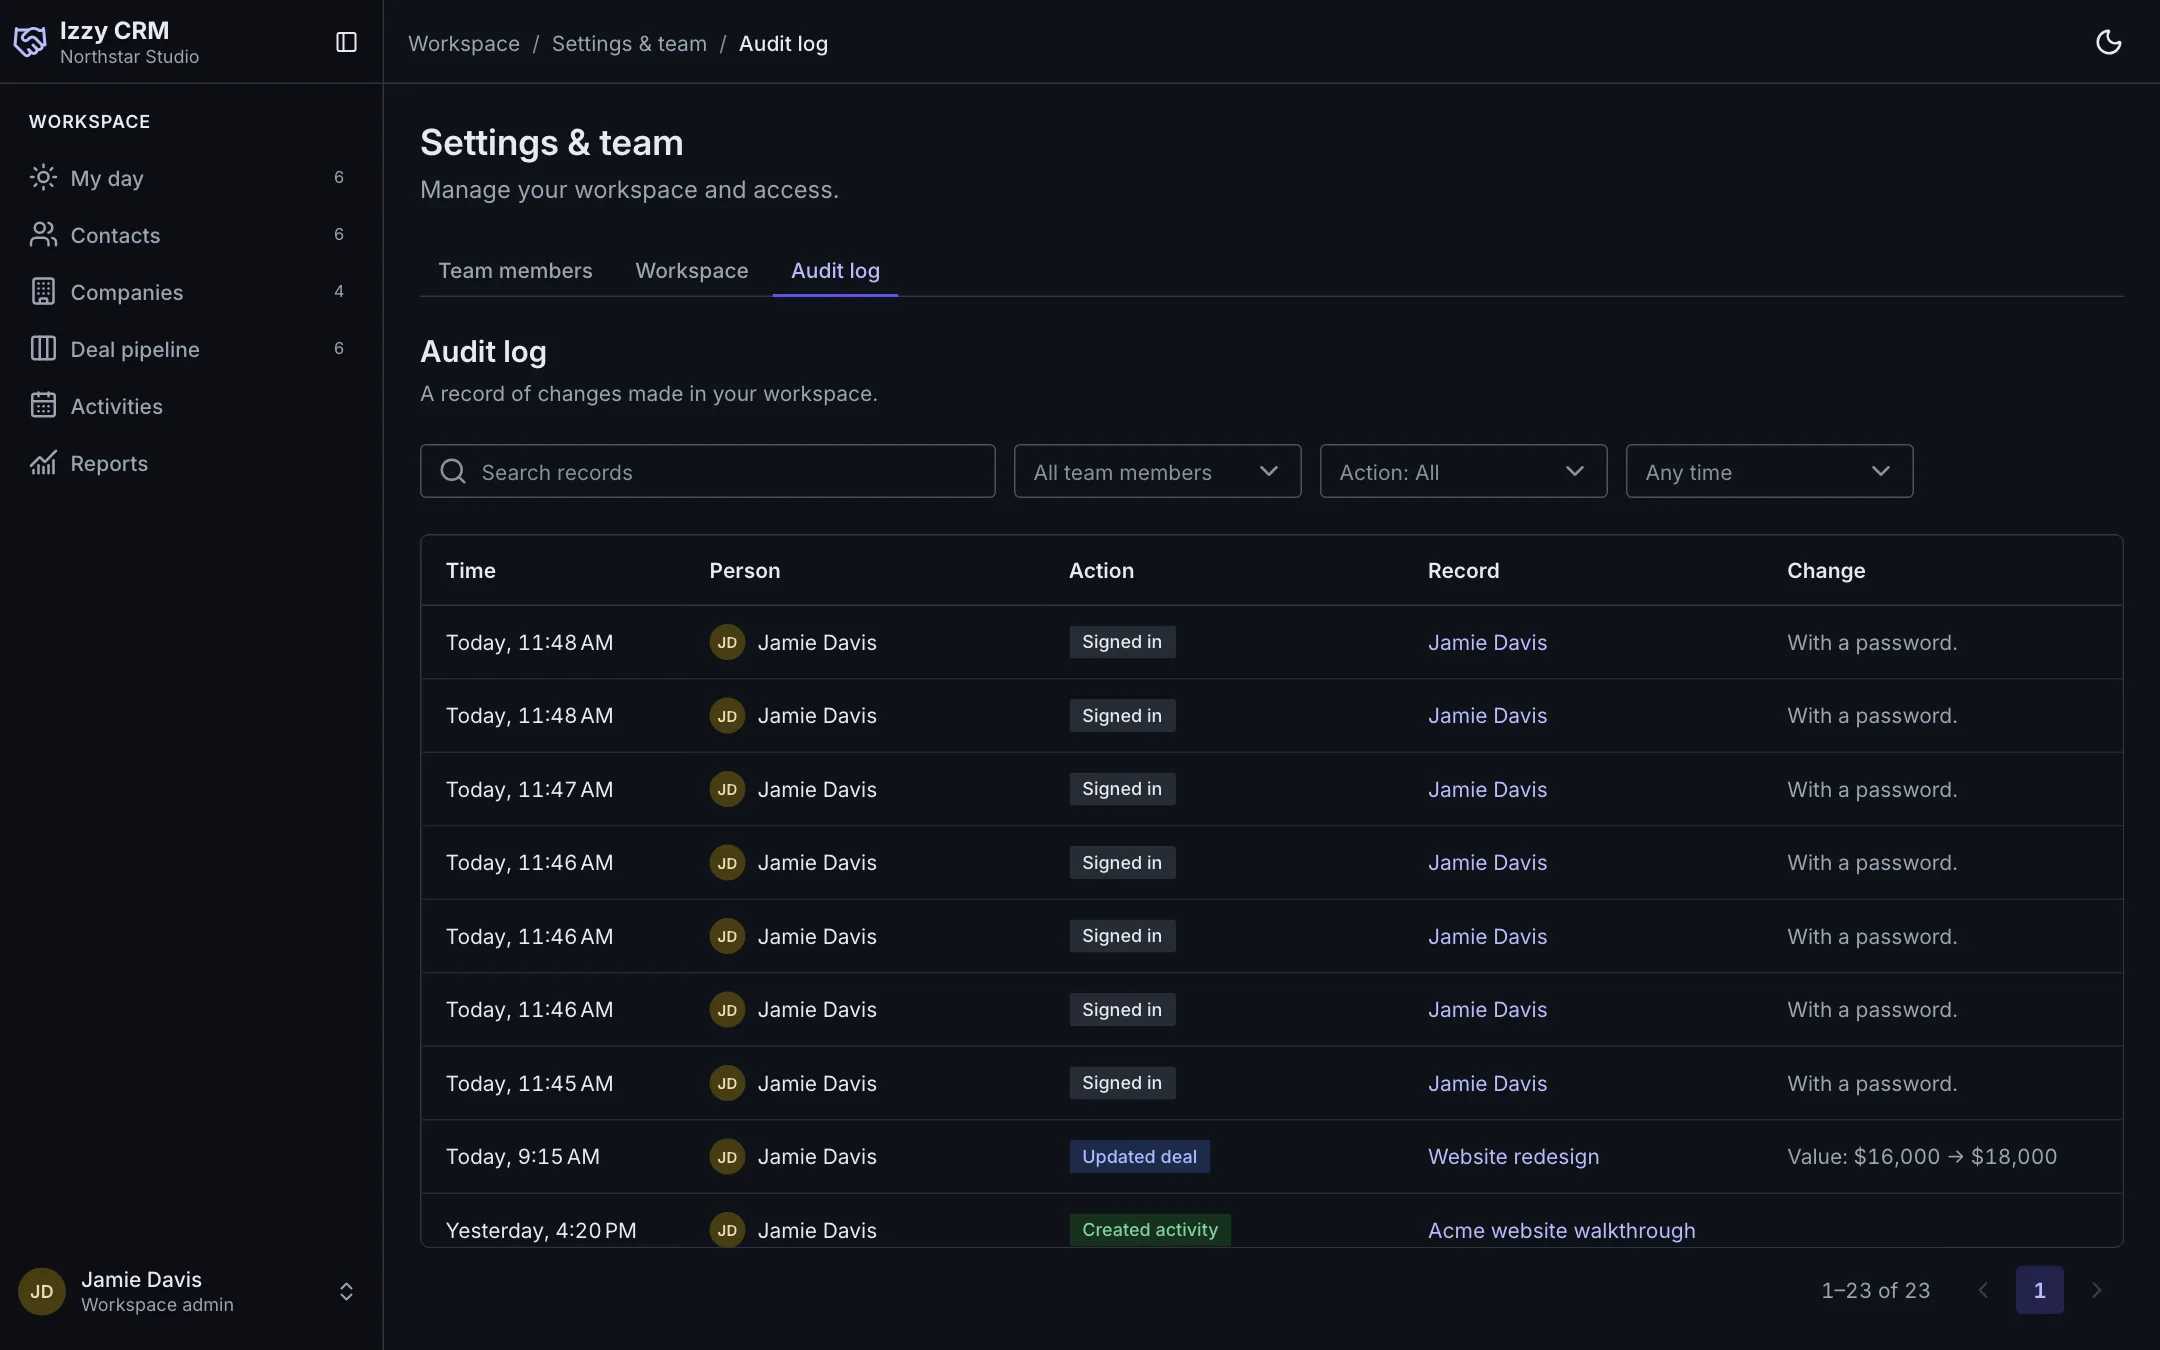 Izzy CRM
Northstar Studio
Workspace / Settings & team / Audit log
WORKSPACE
My day 6
Contacts 6
Companies 4
Deal pipeline 6
Activities
Reports
Settings & team
Manage your workspace and access.
Team members Workspace Audit log
Audit log
A record of changes made in your workspace.
Search records All team members Action: All Any time
Time Person Action Record Change
Today, 11:48 AM JD Jamie Davis Signed in Jamie Davis With a password.
Today, 11:48 AM JD Jamie Davis Signed in Jamie Davis With a password.
Today, 11:47 AM JD Jamie Davis Signed in Jamie Davis With a password.
Today, 11:46 AM JD Jamie Davis Signed in Jamie Davis With a password.
Today, 11:46 AM JD Jamie Davis Signed in Jamie Davis With a password.
Today, 11:46 AM JD Jamie Davis Signed in Jamie Davis With a password.
Today, 11:45 AM JD Jamie Davis Signed in Jamie Davis With a password.
Today, 9:15 AM JD Jamie Davis Updated deal Website redesign Value: $16,000 → $18,000
Yesterday, 4:20 PM JD Jamie Davis Created activity Acme website walkthrough
1–23 of 23 1
JD Jamie Davis
Workspace admin